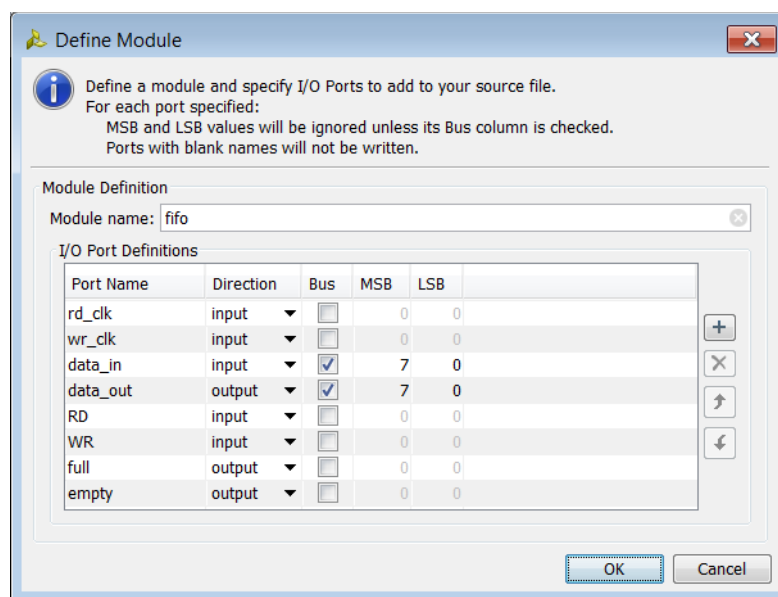 Define Module
Define a module and specify I/O Ports to add to your source file.
For each port specified:
MSB and LSB values will be ignored unless its Bus column is checked.
Ports with blank names will not be written.
Module Definition
Module name: fifo
I/O Port Definitions
Port Name Direction Bus MSB LSB
rd_clk input 0 0
wr_clk input 0 0
data_in input 7 0
data_out output 7 0
RD input 0 0
WR input 0 0
full output 0 0
empty output 0 0
OK Cancel